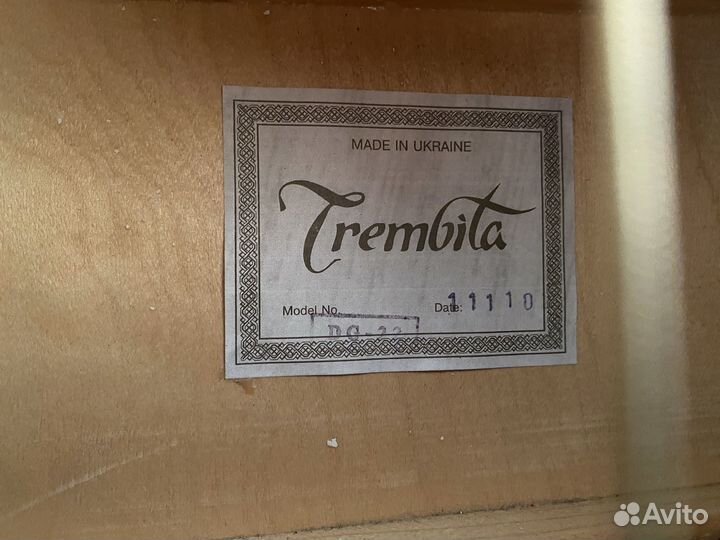 MADE IN UKRAINE
Trembita
Model No. Date: 11110
Avito